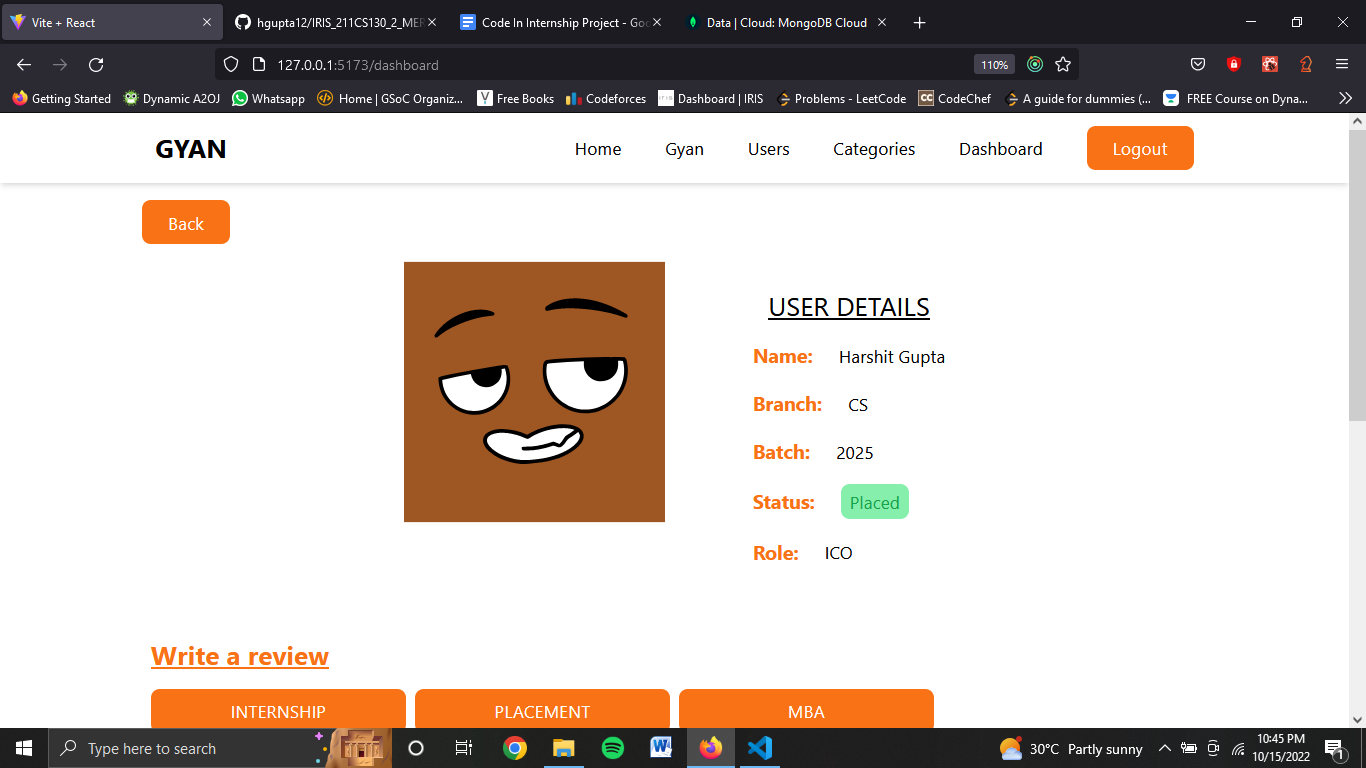 Vite + React
hgupta12/IRIS_211CS130_2_MER
Code In Internship Project - Goo
Data | Cloud: MongoDB Cloud
127.0.0.1:5173/dashboard
110%
Getting Started
Dynamic A2OJ
Whatsapp
Home | GSoC Organiz...
Free Books
Codeforces
Dashboard | IRIS
Problems - LeetCode
CC CodeChef
A guide for dummies (...
FREE Course on Dyna...
GYAN
Home
Gyan
Users
Categories
Dashboard
Logout
Back
USER DETAILS
Name: Harshit Gupta
Branch: CS
Batch: 2025
Status: Placed
Role: ICO
Write a review
INTERNSHIP
PLACEMENT
MBA
Type here to search
30°C Partly sunny
10:45 PM
10/15/2022
1